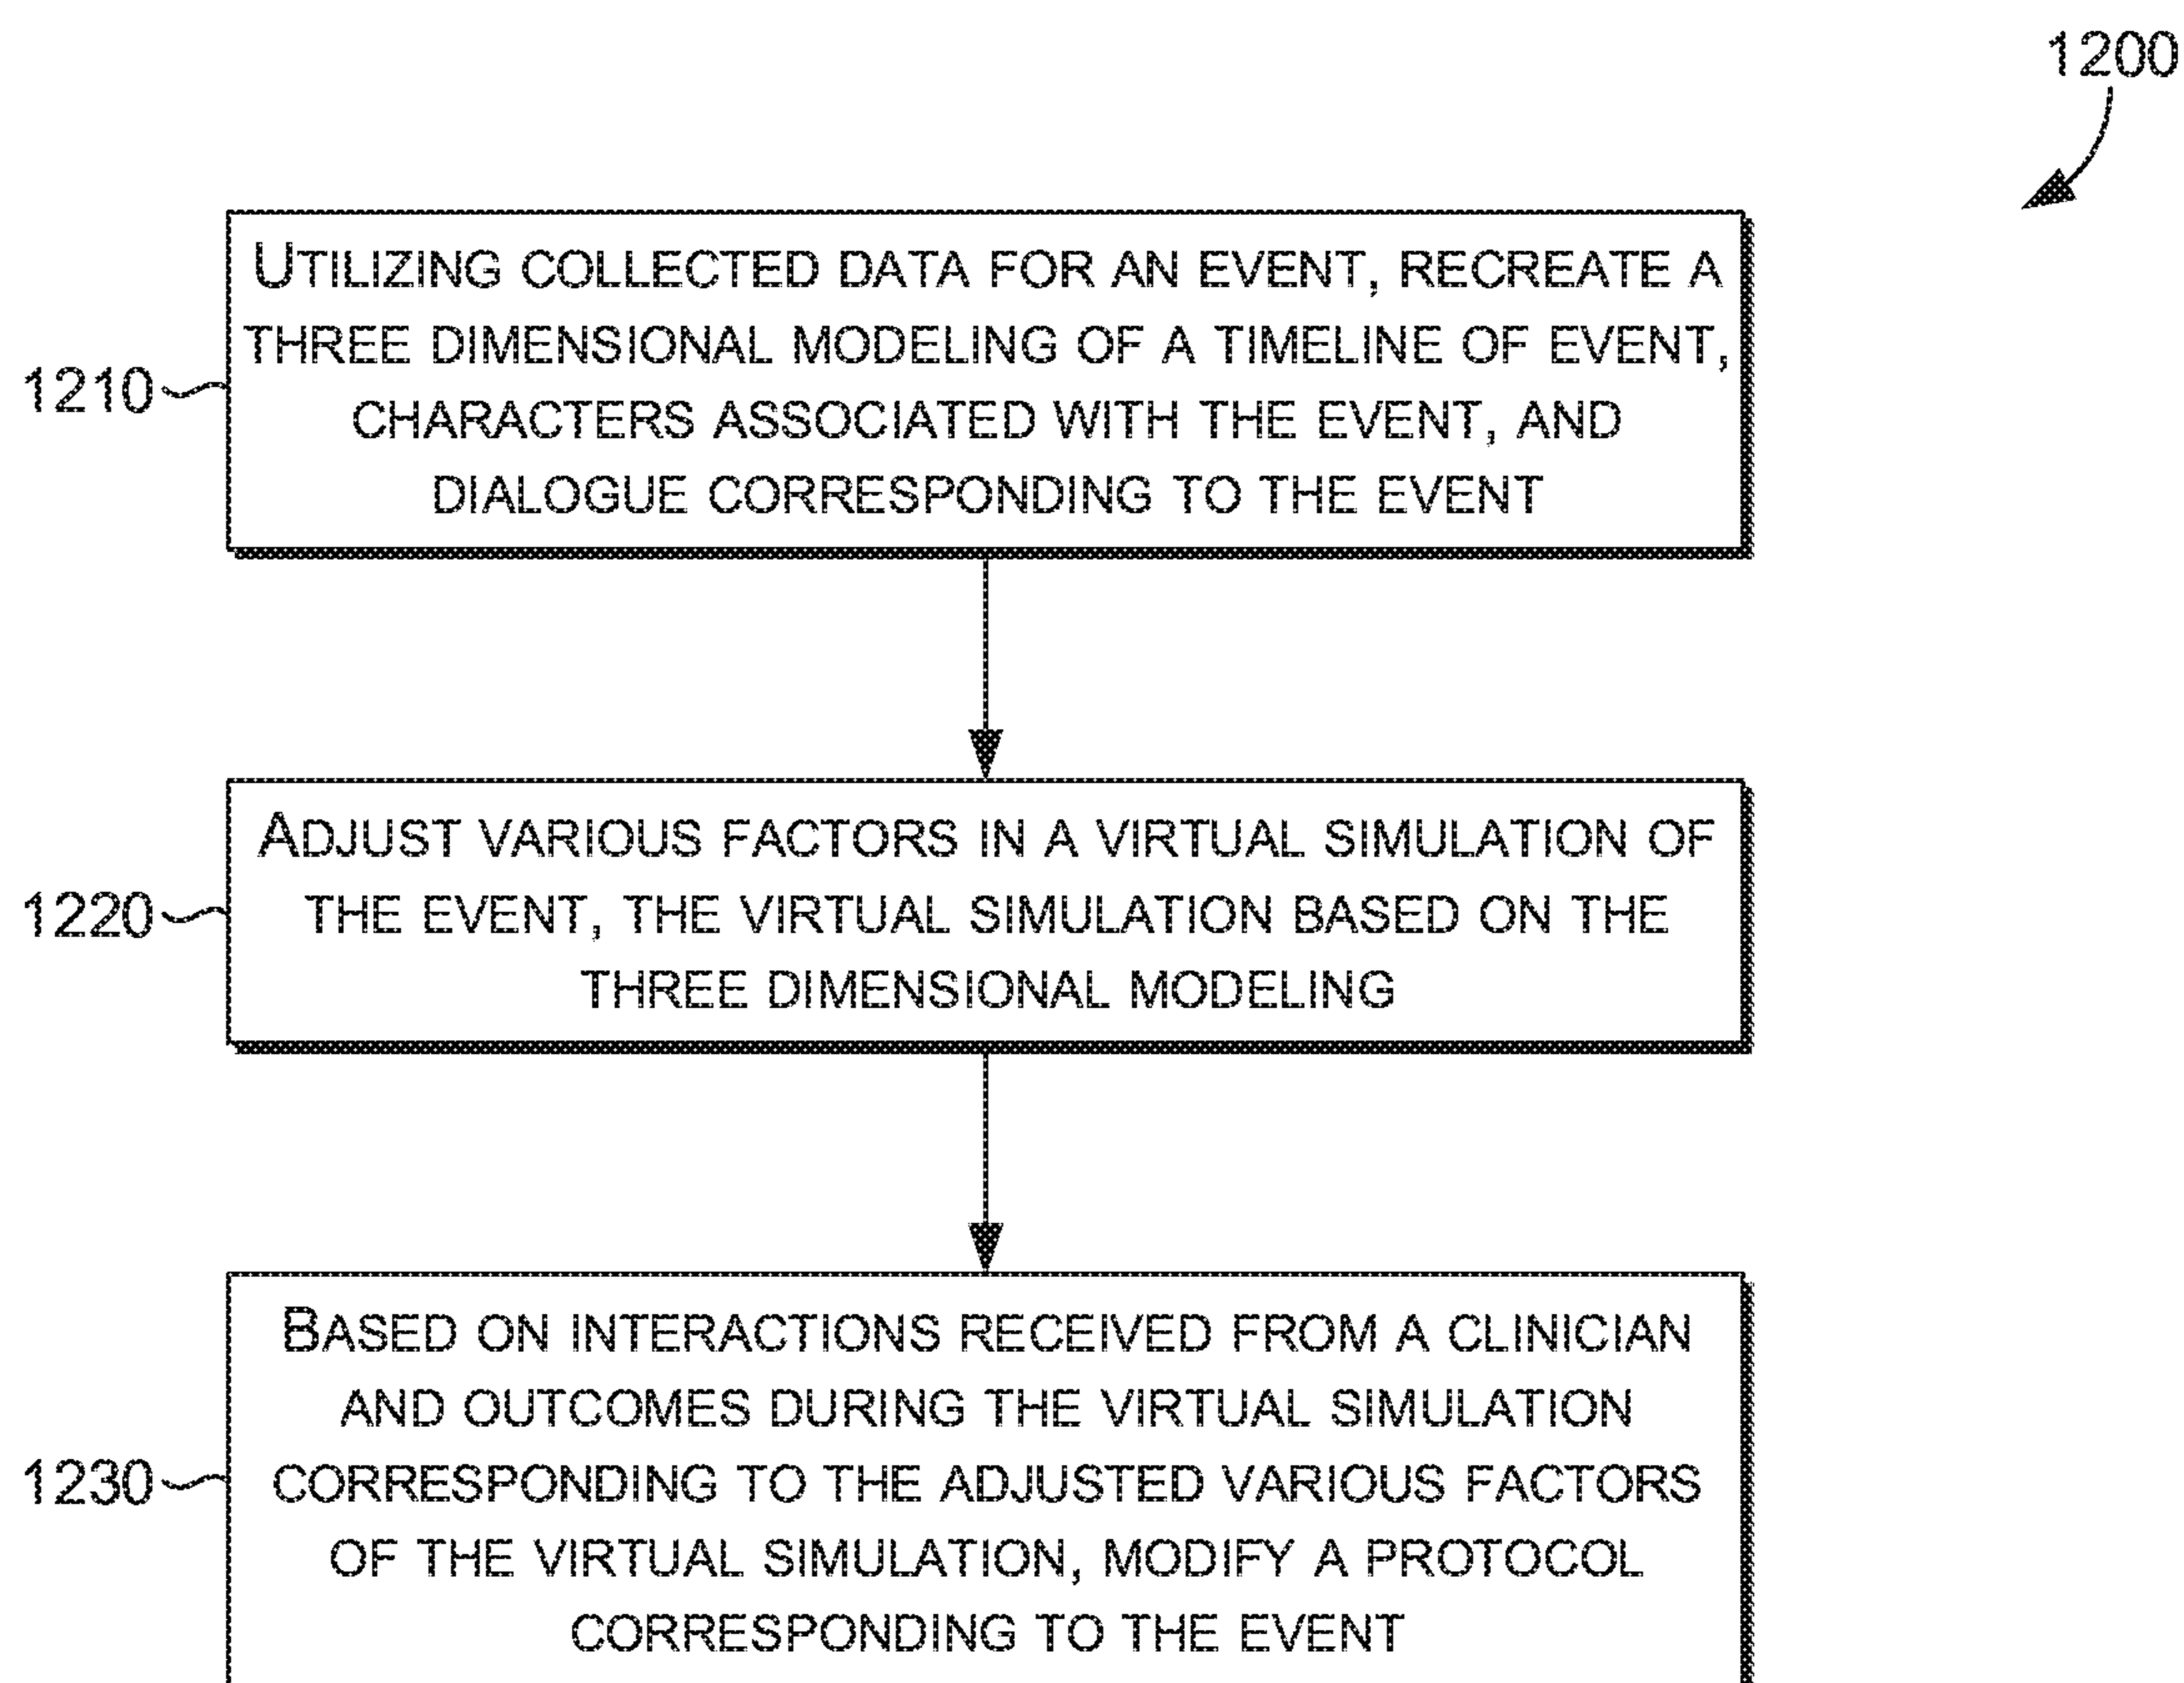 1200
UTILIZING COLLECTED DATA FOR AN EVENT, RECREATE A
THREE DIMENSIONAL MODELING OF A TIMELINE OF EVENT,
CHARACTERS ASSOCIATED WITH THE EVENT, AND
DIALOGUE CORRESPONDING TO THE EVENT
1210
ADJUST VARIOUS FACTORS IN A VIRTUAL SIMULATION OF
THE EVENT, THE VIRTUAL SIMULATION BASED ON THE
THREE DIMENSIONAL MODELING
1220
BASED ON INTERACTIONS RECEIVED FROM A CLINICIAN
AND OUTCOMES DURING THE VIRTUAL SIMULATION
CORRESPONDING TO THE ADJUSTED VARIOUS FACTORS
OF THE VIRTUAL SIMULATION, MODIFY A PROTOCOL
CORRESPONDING TO THE EVENT
1230